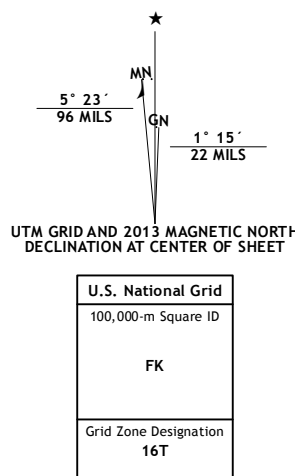 MN
5° 23´
96 MILS
GN
1° 15´
22 MILS
UTM GRID AND 2013 MAGNETIC NORTH
DECLINATION AT CENTER OF SHEET
U.S. National Grid
100,000-m Square ID
FK
Grid Zone Designation
16T